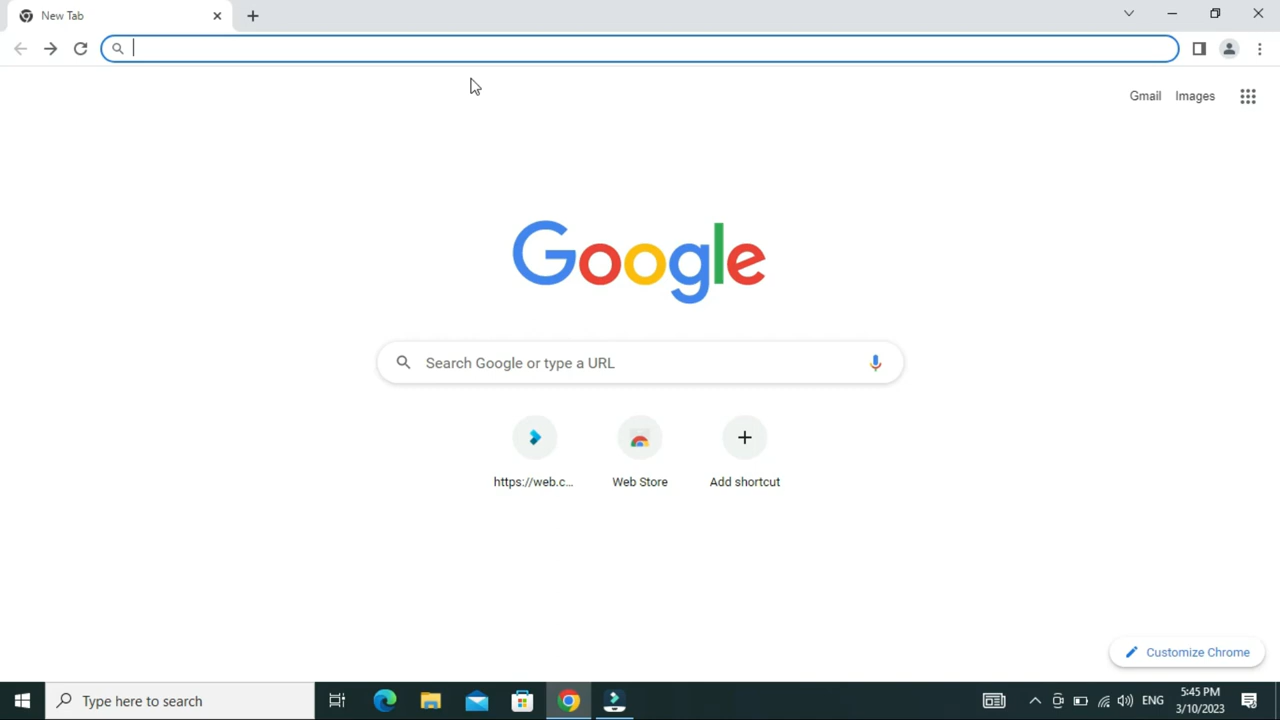 New Tab
Gmail Images
Google
Search Google or type a URL
https://web.c... Web Store Add shortcut
Customize Chrome
Type here to search
ENG
5:45 PM
3/10/2023